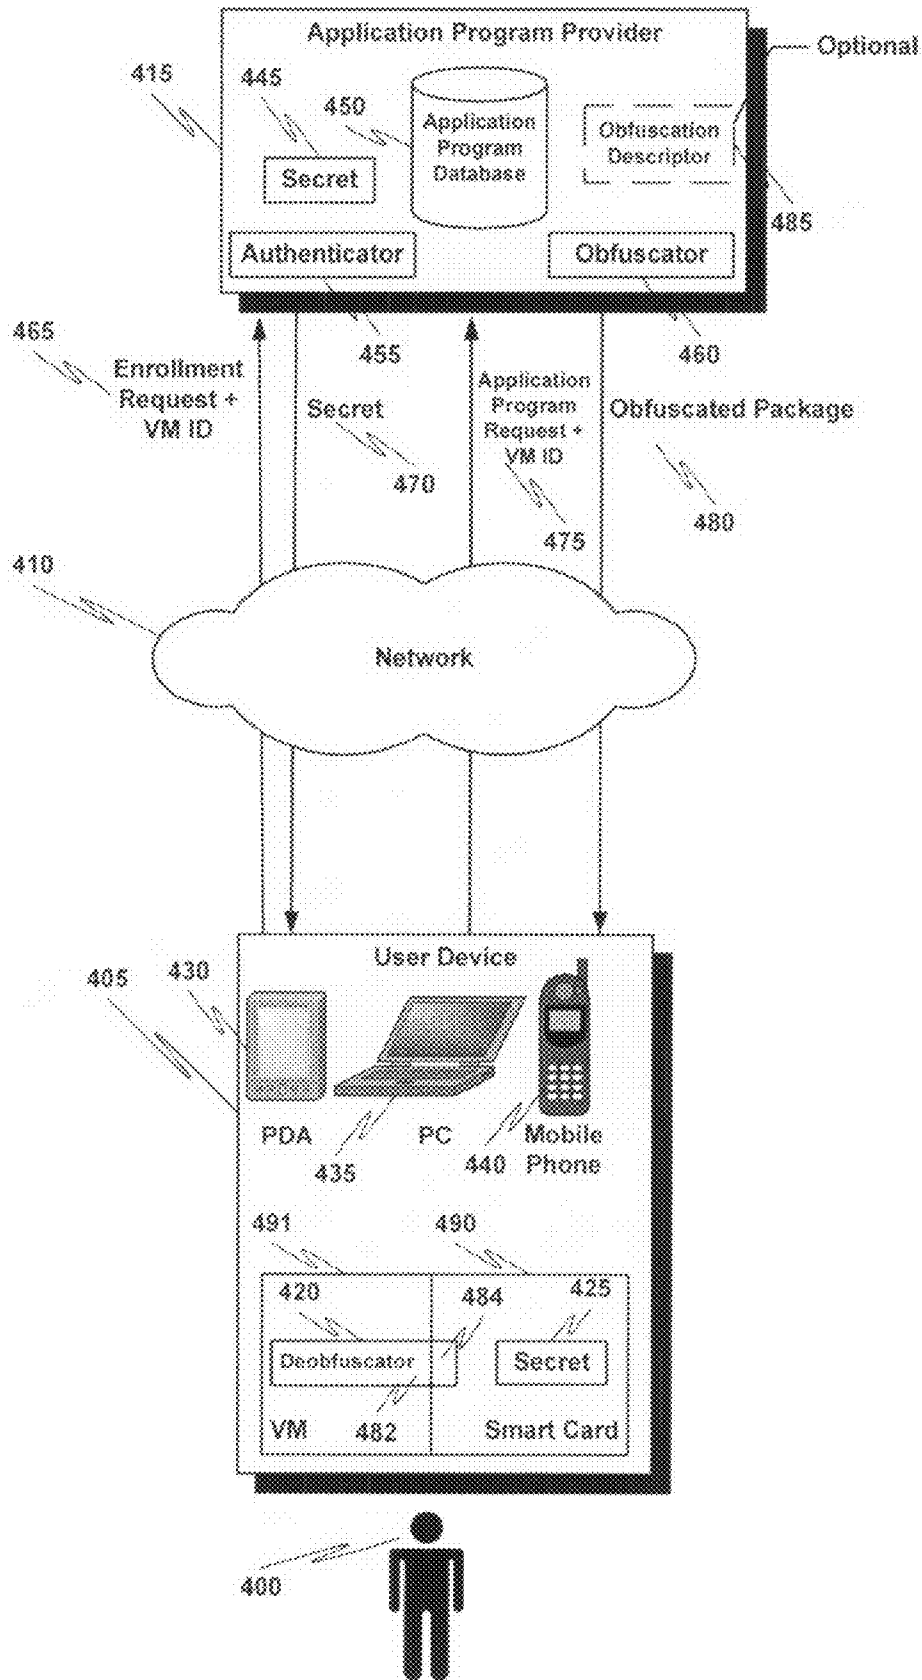 Application Program Provider
Optional
415
445
450
Application
Program
Database
Obfuscation
Descriptor
Secret
485
Authenticator
Obfuscator
465
455
460
Enrollment
Request +
VM ID
Secret
470
Application
Program
Request +
VM ID
475
Obfuscated Package
480
410
Network
User Device
405
430
PDA
PC
Mobile
Phone
435
440
491
490
420
484
425
Deobfuscator
Secret
VM
482
Smart Card
400